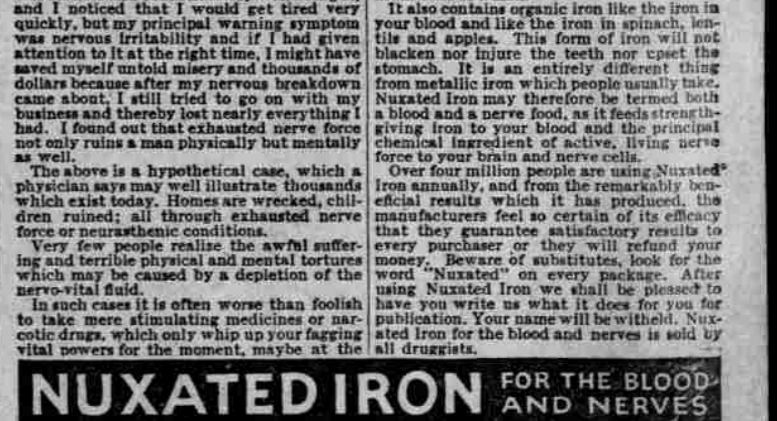 and I noticed that I would get tired very
quickly, but my principal warning symptom
was nervous irritability and if I had given
attention to it at the right time, I might have
saved myself untold misery and thousands of
dollars because after my nervous breakdown
came about, I still tried to go on with my
business and thereby lost nearly everything I
had. I found out that exhausted nerve force
not only ruins a man physically but mentally
as well.
The above is a hypothetical case, which a
physician says may well illustrate thousands
which exist today. Homes are wrecked, chil-
dren ruined; all through exhausted nerve
force or neurasthenic conditions.
Very few people realize the awful suffer-
ing and terrible physical and mental tortures
which may be caused by a depletion of the
nervo-vital fluid.
In such cases it is often worse than foolish
to take mere stimulating medicines or nar-
cotic drugs, which only whip up your fagging
vital powers for the moment, maybe at the
It also contains organic iron like the iron in
your blood and like the iron in spinach, len-
tils and apples. This form of iron will not
blacken nor injure the teeth nor upset the
stomach. It is an entirely different thing
from metallic iron which people usually take.
Nuxated Iron may therefore be termed both
a blood and a nerve food, as it feeds strength-
giving iron to your blood and the principal
chemical ingredient of active, living nerve
force to your brain and nerve cells.
Over four million people are using Nuxated
Iron annually, and from the remarkably ben-
eficial results which it has produced, the
manufacturers feel so certain of its efficacy
that they guarantee satisfactory results to
every purchaser or they will refund your
money. Beware of substitutes, look for the
word "Nuxated" on every package. After
using Nuxated Iron we shall be pleased to
have you write us what it does for you for
publication. Your name will be witheld. Nux-
ated Iron for the blood and nerves is sold by
all druggists.
NUXATED IRON FOR THE BLOOD
AND NERVES